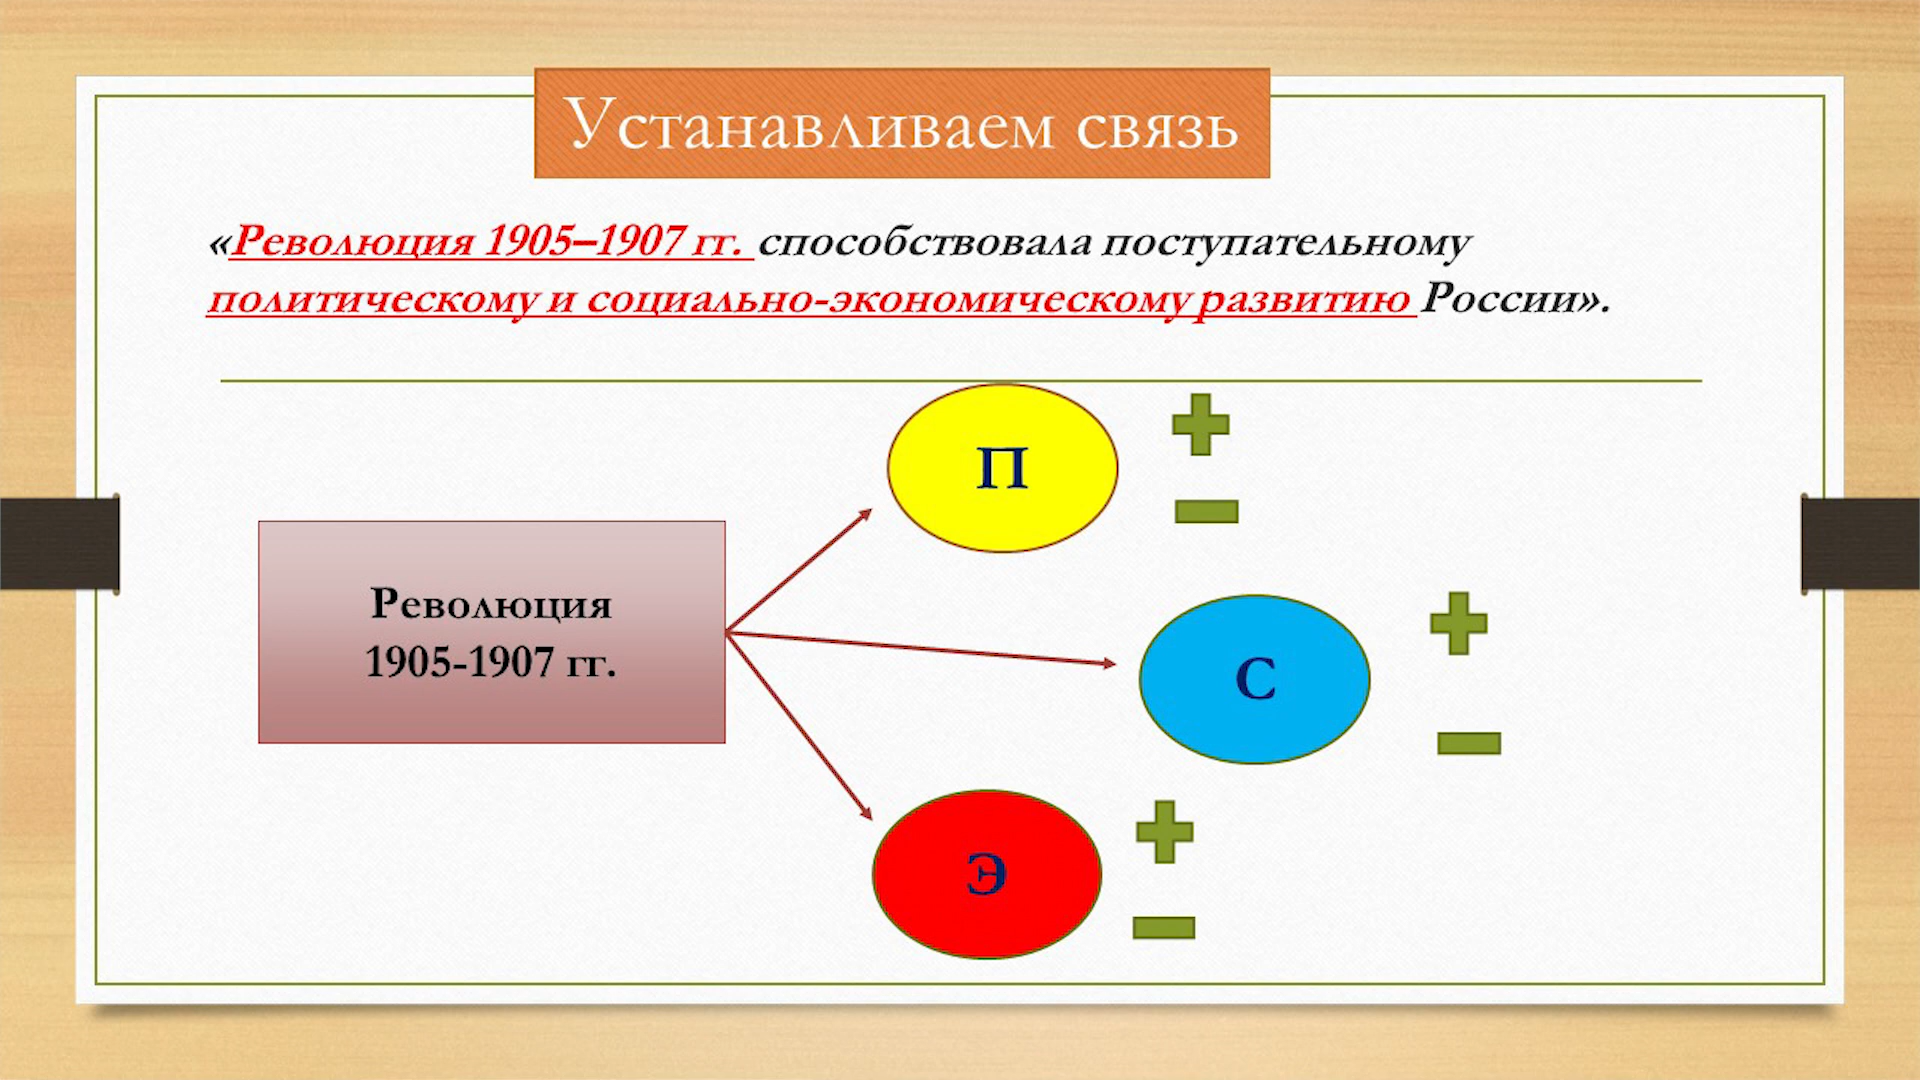 Устанавливаем связь
«Революция 1905–1907 гг. способствовала поступательному
политическому и социально-экономическому развитию России».
П
Революция
1905-1907 гг.
С
Э